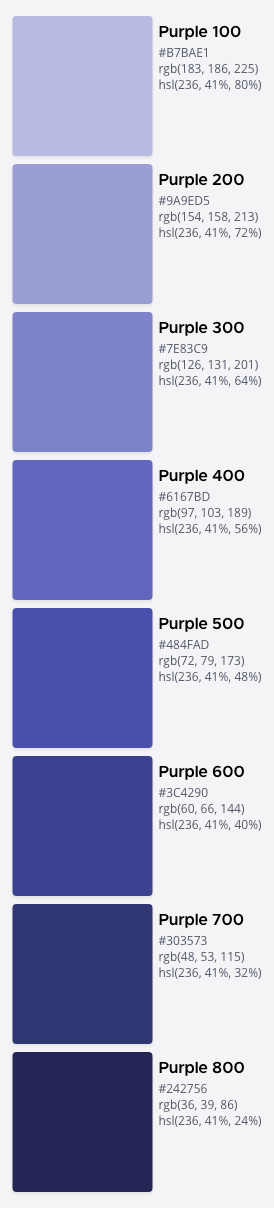 Purple 100
#B7BAE1
rgb(183, 186, 225)
hsl(236, 41%, 80%)
Purple 200
#9A9ED5
rgb(154, 158, 213)
hsl(236, 41%, 72%)
Purple 300
#7E83C9
rgb(126, 131, 201)
hsl(236, 41%, 64%)
Purple 400
#6167BD
rgb(97, 103, 189)
hsl(236, 41%, 56%)
Purple 500
#484FAD
rgb(72, 79, 173)
hsl(236, 41%, 48%)
Purple 600
#3C4290
rgb(60, 66, 144)
hsl(236, 41%, 40%)
Purple 700
#303573
rgb(48, 53, 115)
hsl(236, 41%, 32%)
Purple 800
#242756
rgb(36, 39, 86)
hsl(236, 41%, 24%)